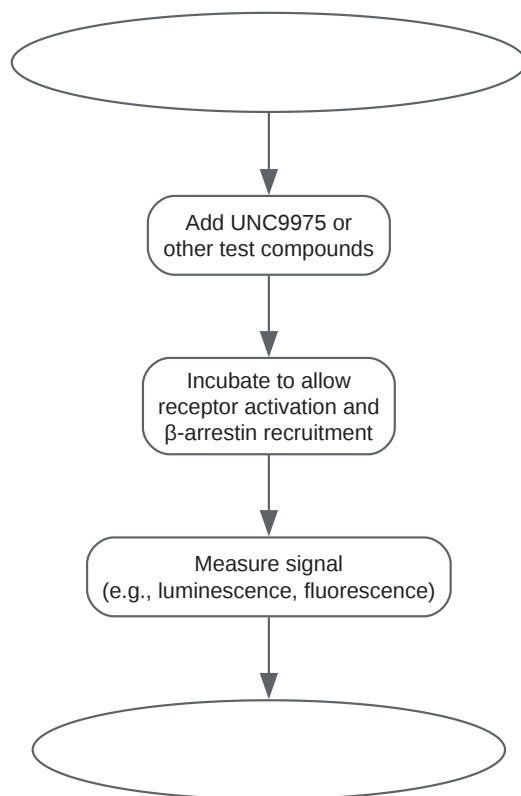 Add UNC9975 or
other test compounds
Incubate to allow
receptor activation and
β-arrestin recruitment
Measure signal
(e.g., luminescence, fluorescence)